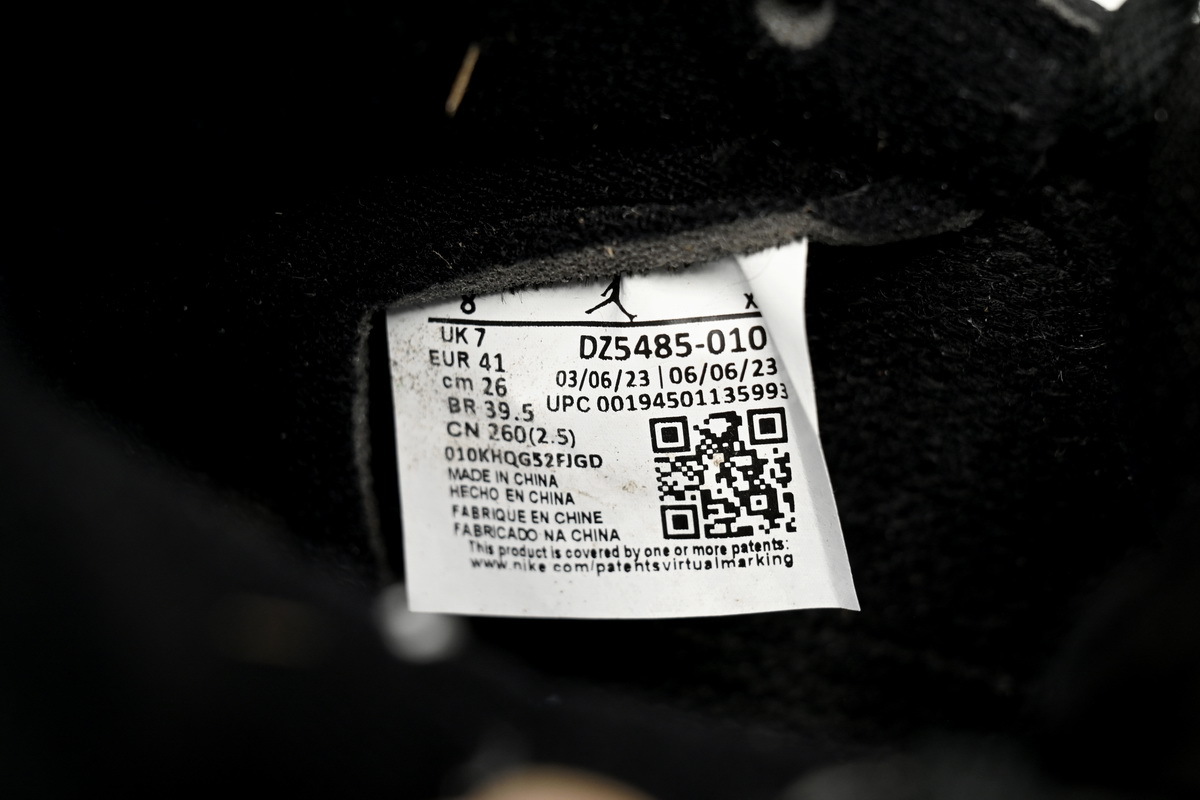 8 X
UK 7
EUR 41
cm 26
BR 39.5
CN 260(2.5)
010KHQG52FJGD
DZ5485-010
03/06/23 | 06/06/23
UPC 00194501135993
MADE IN CHINA
HECHO EN CHINA
FABRIQUE EN CHINE
FABRICADO NA CHINA
This product is covered by one or more patents:
www.nike com/patentsvirtualmarking